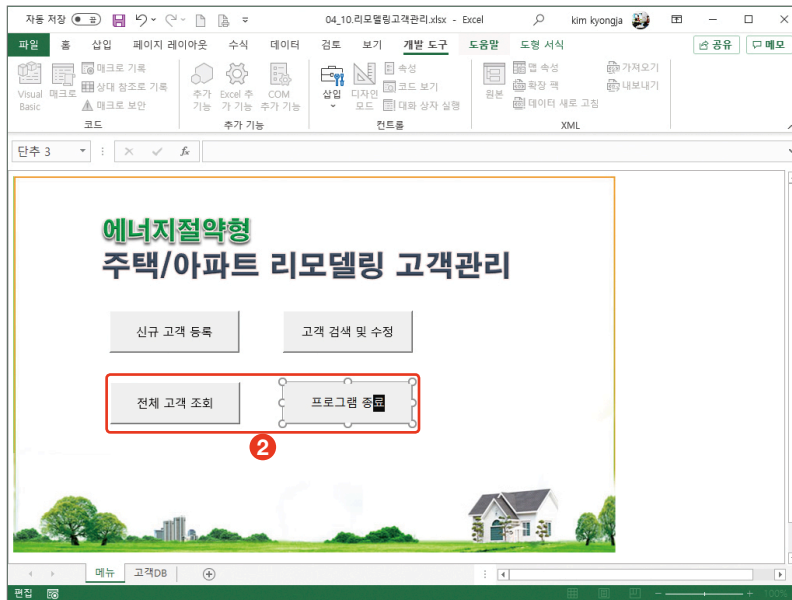 자동 저장
04_10.리모델링고객관리.xlsx - Excel
kim kyongja
파일 홈 삽입 페이지 레이아웃 수식 데이터 검토 보기 개발 도구 도움말 도형 서식 공유 메모
Visual Basic
매크로
매크로 기록
상대 참조로 기록
매크로 보안
코드
추가 기능
Excel 추가 기능
COM 추가 기능
추가 기능
삽입
디자인 모드
속성
코드 보기
대화 상자 실행
컨트롤
원본
맵 속성
확장 팩
데이터 새로 고침
가져오기
내보내기
XML
단추 3
fx
에너지절약형
주택/아파트 리모델링 고객관리
신규 고객 등록 고객 검색 및 수정
전체 고객 조회 프로그램 종료
2
메뉴 고객DB
편집
100%